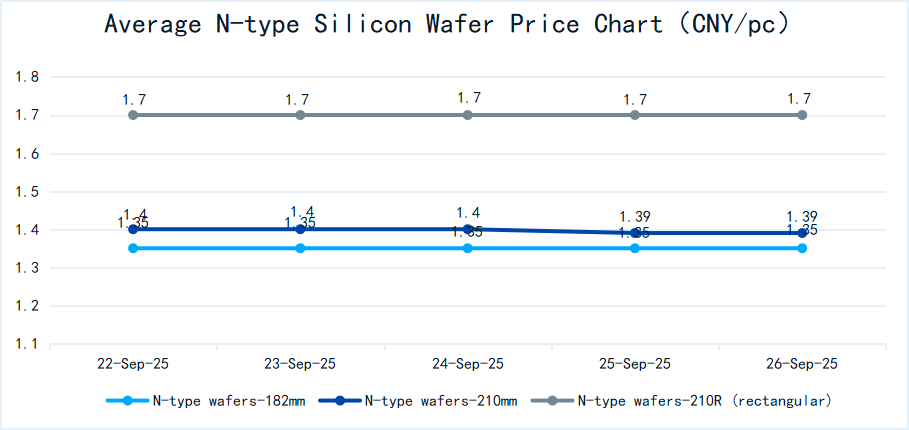 Average N-type Silicon Wafer Price Chart (CNY/pc)
1.8
1.7
1.6
1.5
1.4
1.3
1.2
1.1
1.7 1.7 1.7 1.7 1.7
1.4 1.4 1.4 1.39 1.39
1.35 1.35 1.35 1.35 1.35
22-Sep-25 23-Sep-25 24-Sep-25 25-Sep-25 26-Sep-25
N-type wafers-182mm N-type wafers-210mm N-type wafers-210R (rectangular)